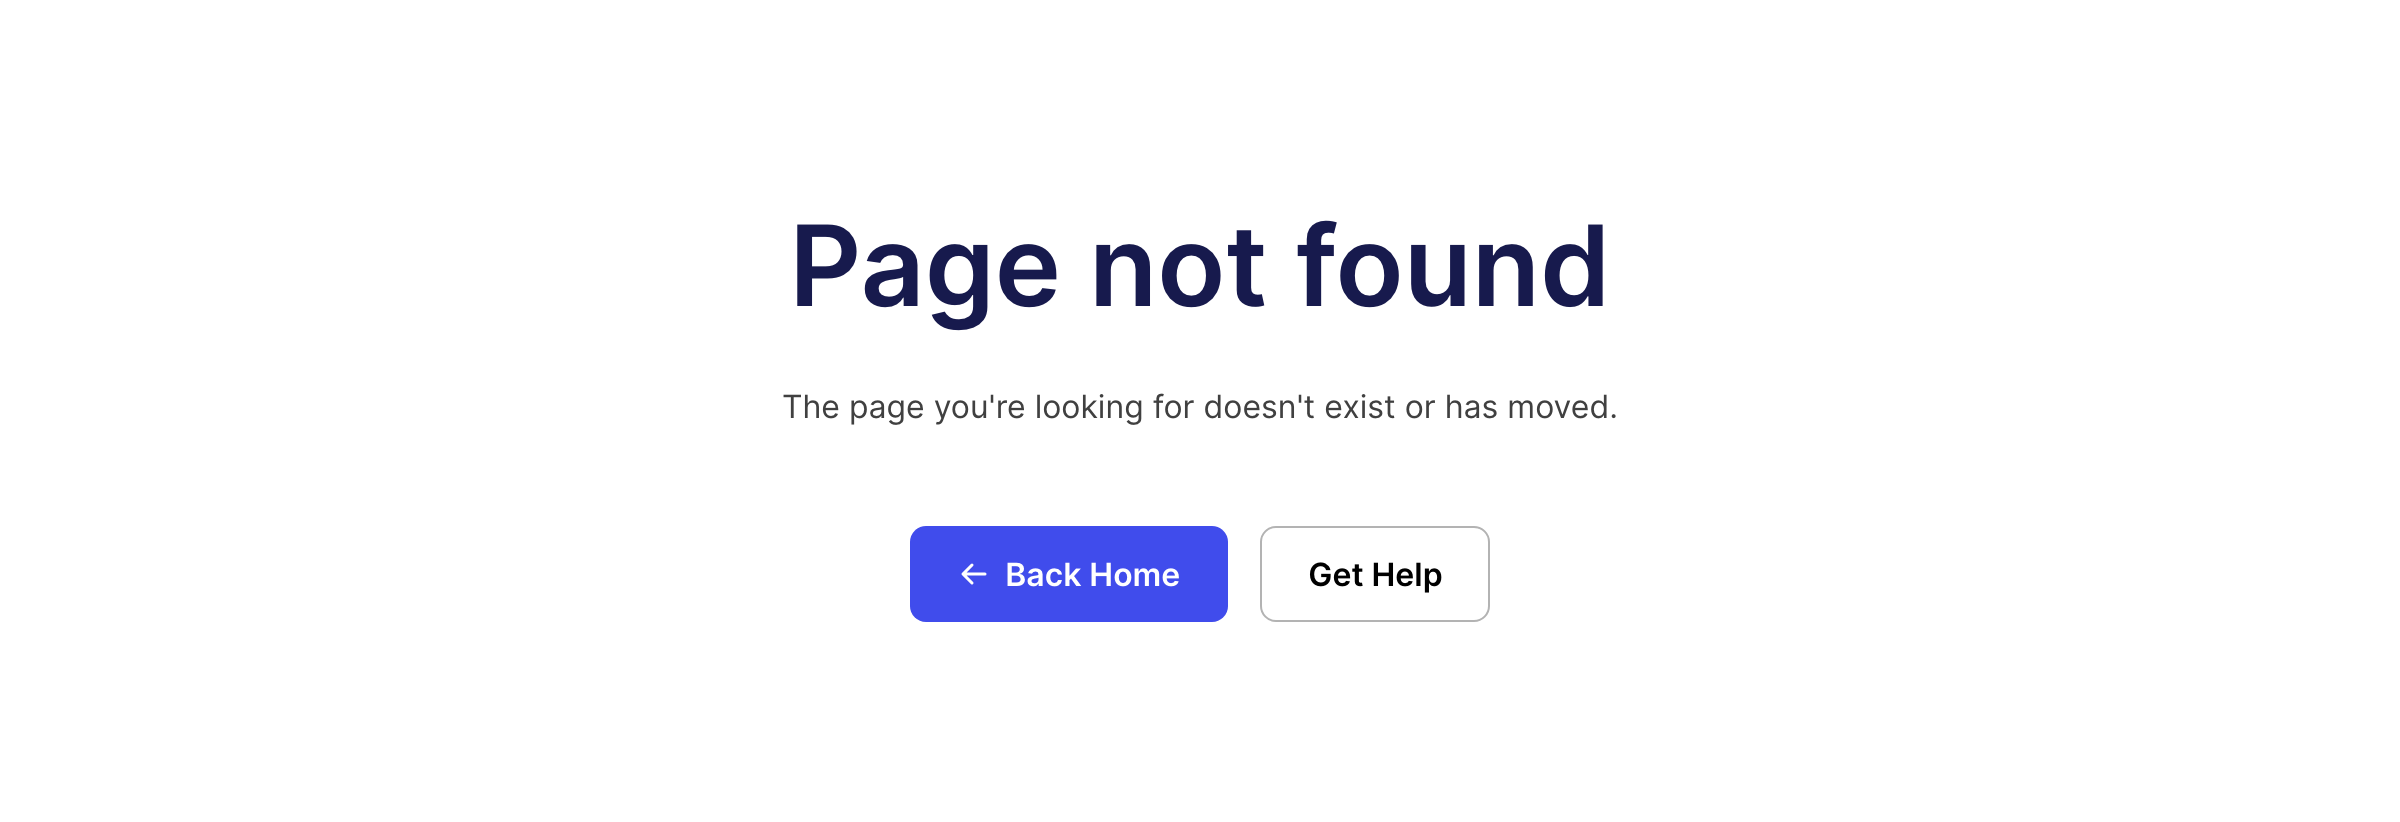 Page not found
The page you're looking for doesn't exist or has moved.
← Back Home
Get Help